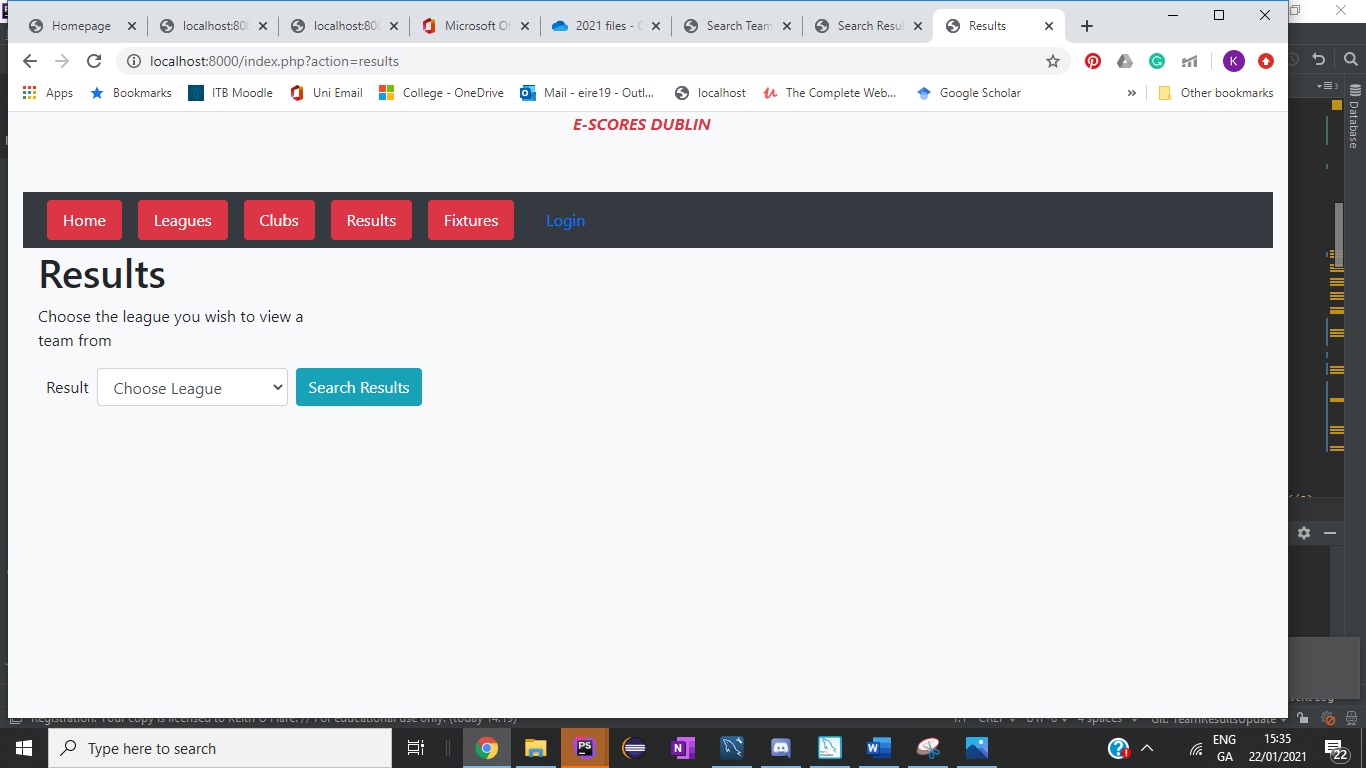 Homepage
localhost:800
localhost:800
Microsoft Of
2021 files -
Search Team
Search Resul
Results
localhost:8000/index.php?action=results
K
Apps
Bookmarks
ITB Moodle
Uni Email
College - OneDrive
Mail - eire19 - Outl...
localhost
The Complete Web...
Google Scholar
»
Other bookmarks
E-SCORES DUBLIN
Home
Leagues
Clubs
Results
Fixtures
Login
Results
Choose the league you wish to view a
team from
Result
Choose League
Search Results
3
Database
Registration: Your copy is licensed to Keith O'Hare. // For educational use only. (today 14:19)
1:1
CRLF
UTF-8
4 spaces
Git: TeamResultsUpdate
Type here to search
PS
ENG
GA
15:35
22/01/2021
22